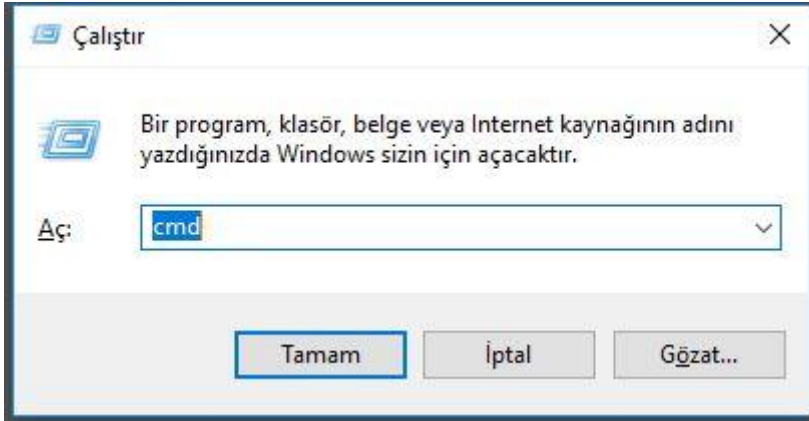 Çalıştır
Bir program, klasör, belge veya Internet kaynağının adını
yazdığınızda Windows sizin için açacaktır.
Aç:
cmd
Tamam
İptal
Gözat...